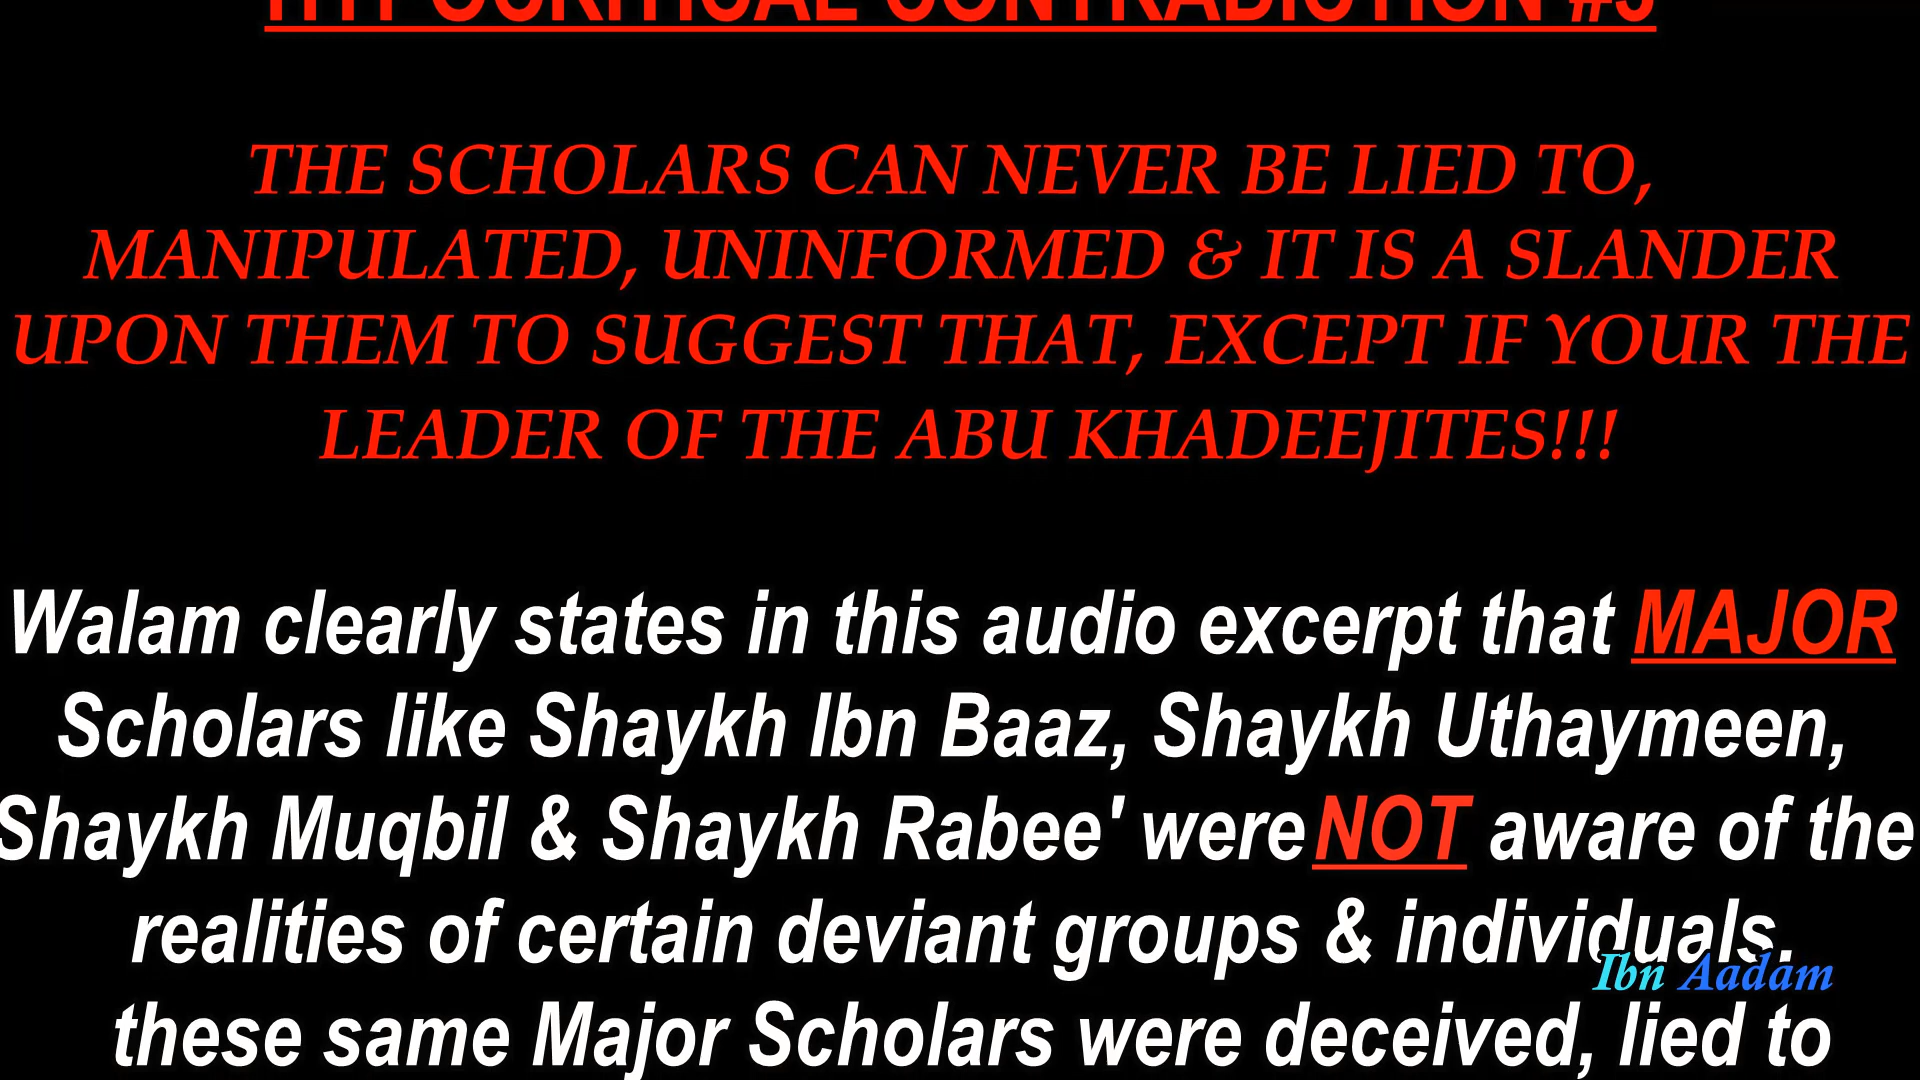 HYPOCRITICAL CONTRADICTION #3
THE SCHOLARS CAN NEVER BE LIED TO,
MANIPULATED, UNINFORMED & IT IS A SLANDER
UPON THEM TO SUGGEST THAT, EXCEPT IF YOUR THE
LEADER OF THE ABU KHADEEJITES!!!
Walam clearly states in this audio excerpt that MAJOR
Scholars like Shaykh Ibn Baaz, Shaykh Uthaymeen,
Shaykh Muqbil & Shaykh Rabee' were NOT aware of the
realities of certain deviant groups & individuals.
Ibn Aadam
these same Major Scholars were deceived, lied to